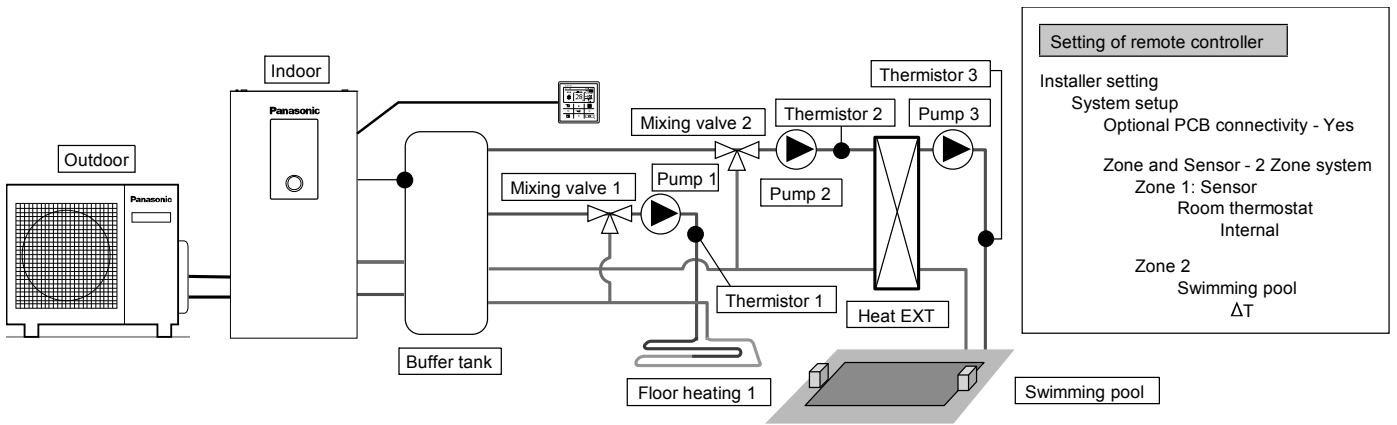 Outdoor
Panasonic
Indoor
Panasonic
Buffer tank
Mixing valve 1
Pump 1
Thermistor 1
Floor heating 1
Mixing valve 2
Pump 2
Thermistor 2
Heat EXT
Pump 3
Thermistor 3
Swimming pool
Setting of remote controller
Installer setting
System setup
Optional PCB connectivity - Yes
Zone and Sensor - 2 Zone system
Zone 1: Sensor
Room thermostat
Internal
Zone 2
Swimming pool
ΔT